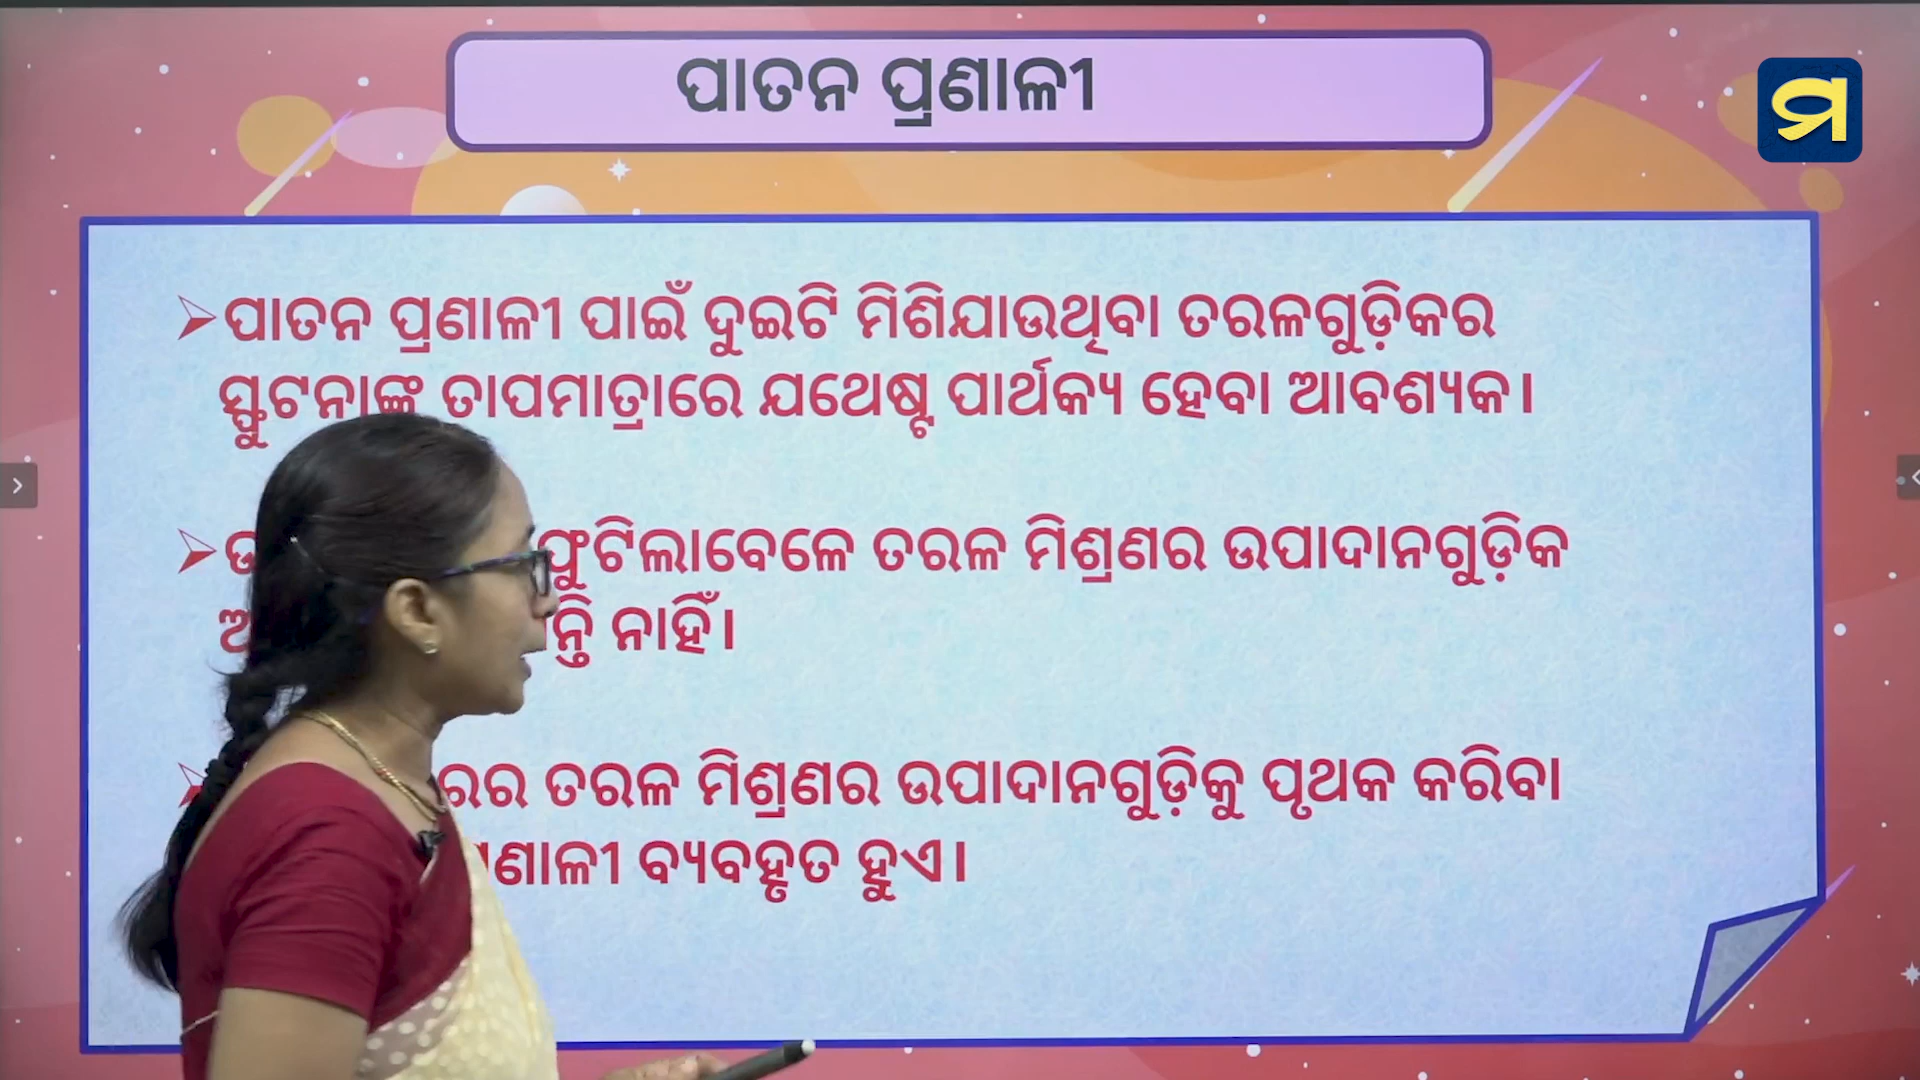 ପାତନ ପ୍ରଣାଳୀ
ମ
➢ପାତନ ପ୍ରଣାଳୀ ପାଇଁ ଦୁଇଟି ମିଶିଯାଉଥିବା ତରଳଗୁଡ଼ିକର
ସ୍ଫୁଟନାଙ୍କ ତାପମାତ୍ରାରେ ଯଥେଷ୍ଟ ପାର୍ଥକ୍ୟ ହେବା ଆବଶ୍ୟକ।
➢ ଫୁଟିଲାବେଳେ ତରଳ ମିଶ୍ରଣର ଉପାଦାନଗୁଡ଼ିକ
ନାହିଁ।
➢ ତରଳ ମିଶ୍ରଣର ଉପାଦାନଗୁଡ଼ିକୁ ପୃଥକ କରିବା
ବ୍ୟବହୃତ ହୁଏ।